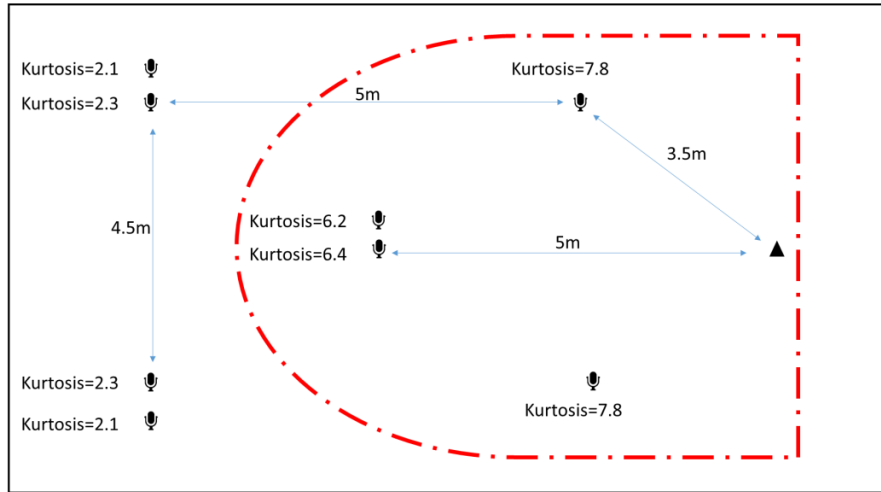 Kurtosis=2.1
Kurtosis=7.8
Kurtosis=2.3
5m
3.5m
Kurtosis=6.2
4.5m
Kurtosis=6.4
5m
Kurtosis=2.3
Kurtosis=7.8
Kurtosis=2.1